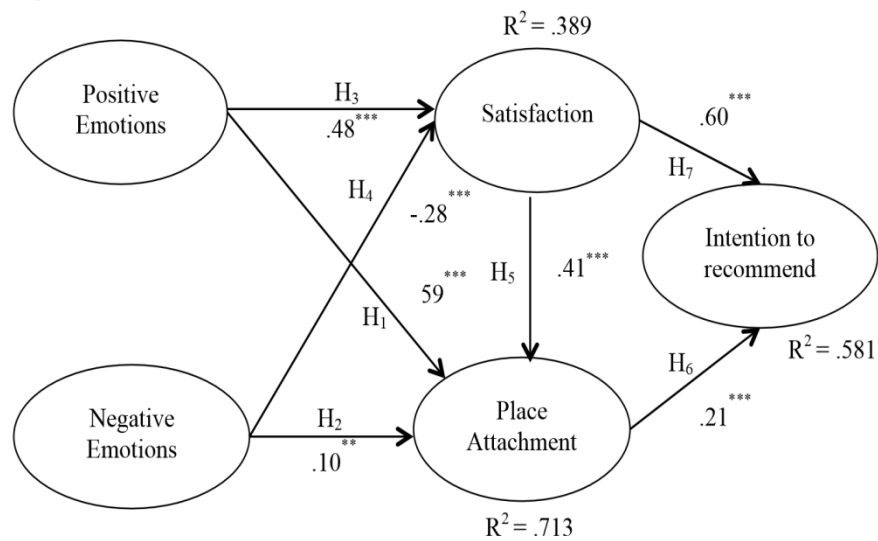 R² = .389
Positive
Emotions
H₃
.48***
Satisfaction
.60***
H₇
H₄
-.28***
Intention to
recommend
59***
H₅
.41***
H₁
R² = .581
H₆
Negative
Emotions
H₂
.10**
Place
Attachment
.21***
R² = .713